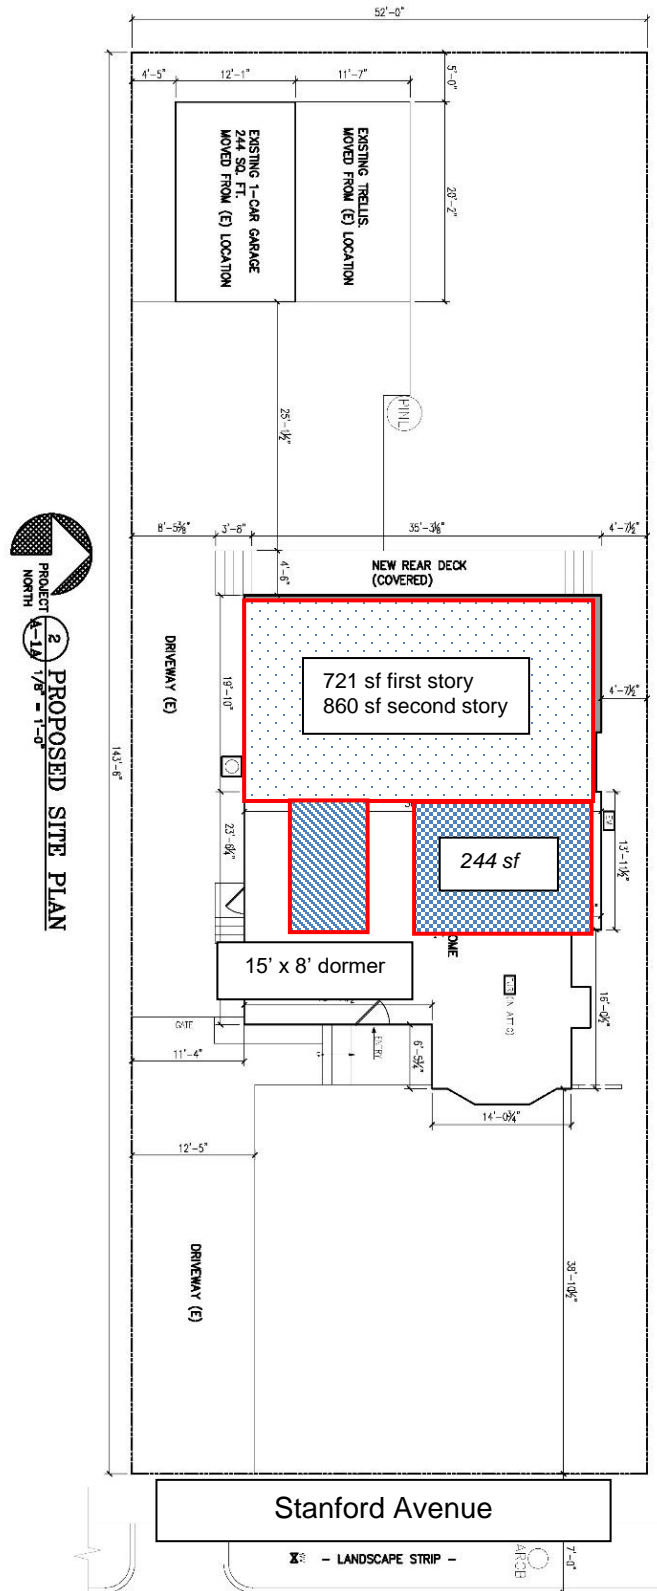 52'-0"
4'-5"
12'-1"
11'-7"
5'-0"
20'-2"
EXISTING 1-CAR GARAGE
244 SQ. FT.
MOVED FROM (E) LOCATION
EXISTING TRELLIS.
MOVED FROM (E) LOCATION
25'-1½"
8'-5⅜"
3'-8"
35'-3⅛"
4'-7½"
4'-6"
NEW REAR DECK
(COVERED)
DRIVEWAY (E)
19'-10"
721 sf first story
860 sf second story
4'-7½"
143'-6"
PROJECT
NORTH
2
A-1A
PROPOSED SITE PLAN
1/8" = 1'-0"
23'-6¼"
244 sf
13'-11½"
OME
15' x 8' dormer
GATE
ENTRY
11'-4"
6'-5¼"
16'-0½"
14'-0¾"
12'-5"
DRIVEWAY (E)
38'-10½"
Stanford Avenue
- LANDSCAPE STRIP -
7'-0"